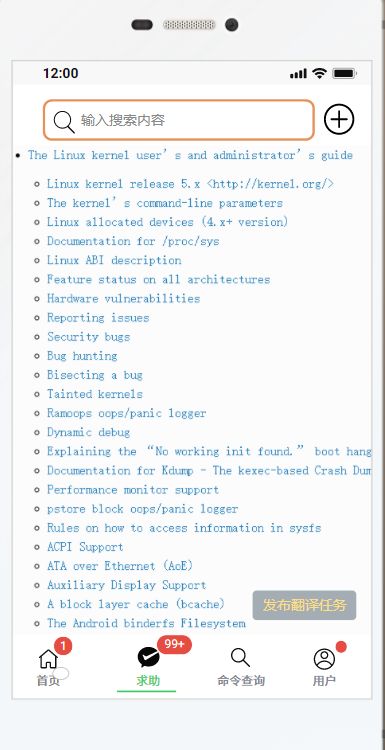 12:00
输入搜索内容
The Linux kernel user's and administrator's guide
Linux kernel release 5.x <http://kernel.org/>
The kernel's command-line parameters
Linux allocated devices (4.x+ version)
Documentation for /proc/sys
Linux ABI description
Feature status on all architectures
Hardware vulnerabilities
Reporting issues
Security bugs
Bug hunting
Bisecting a bug
Tainted kernels
Ramoops oops/panic logger
Dynamic debug
Explaining the “No working init found.” boot hang
Documentation for Kdump - The kexec-based Crash Dum
Performance monitor support
pstore block oops/panic logger
Rules on how to access information in sysfs
ACPI Support
ATA over Ethernet (AoE)
Auxiliary Display Support
A block layer cache (bcache)
发布翻译任务
The Android binderfs Filesystem
1
99+
首页
求助
命令查询
用户